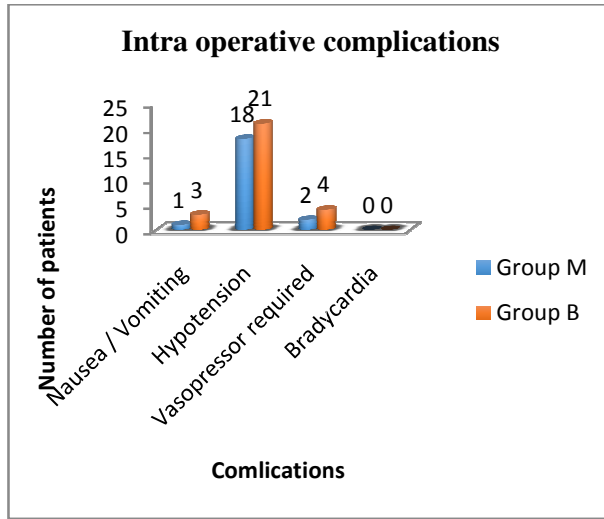 Intra operative complications
Number of patients
25
20
15
10
5
0
1
3
18
21
2
4
0
0
Nausea / Vomiting
Hypotension
Vasopressor required
Bradycardia
Group M
Group B
Comlications